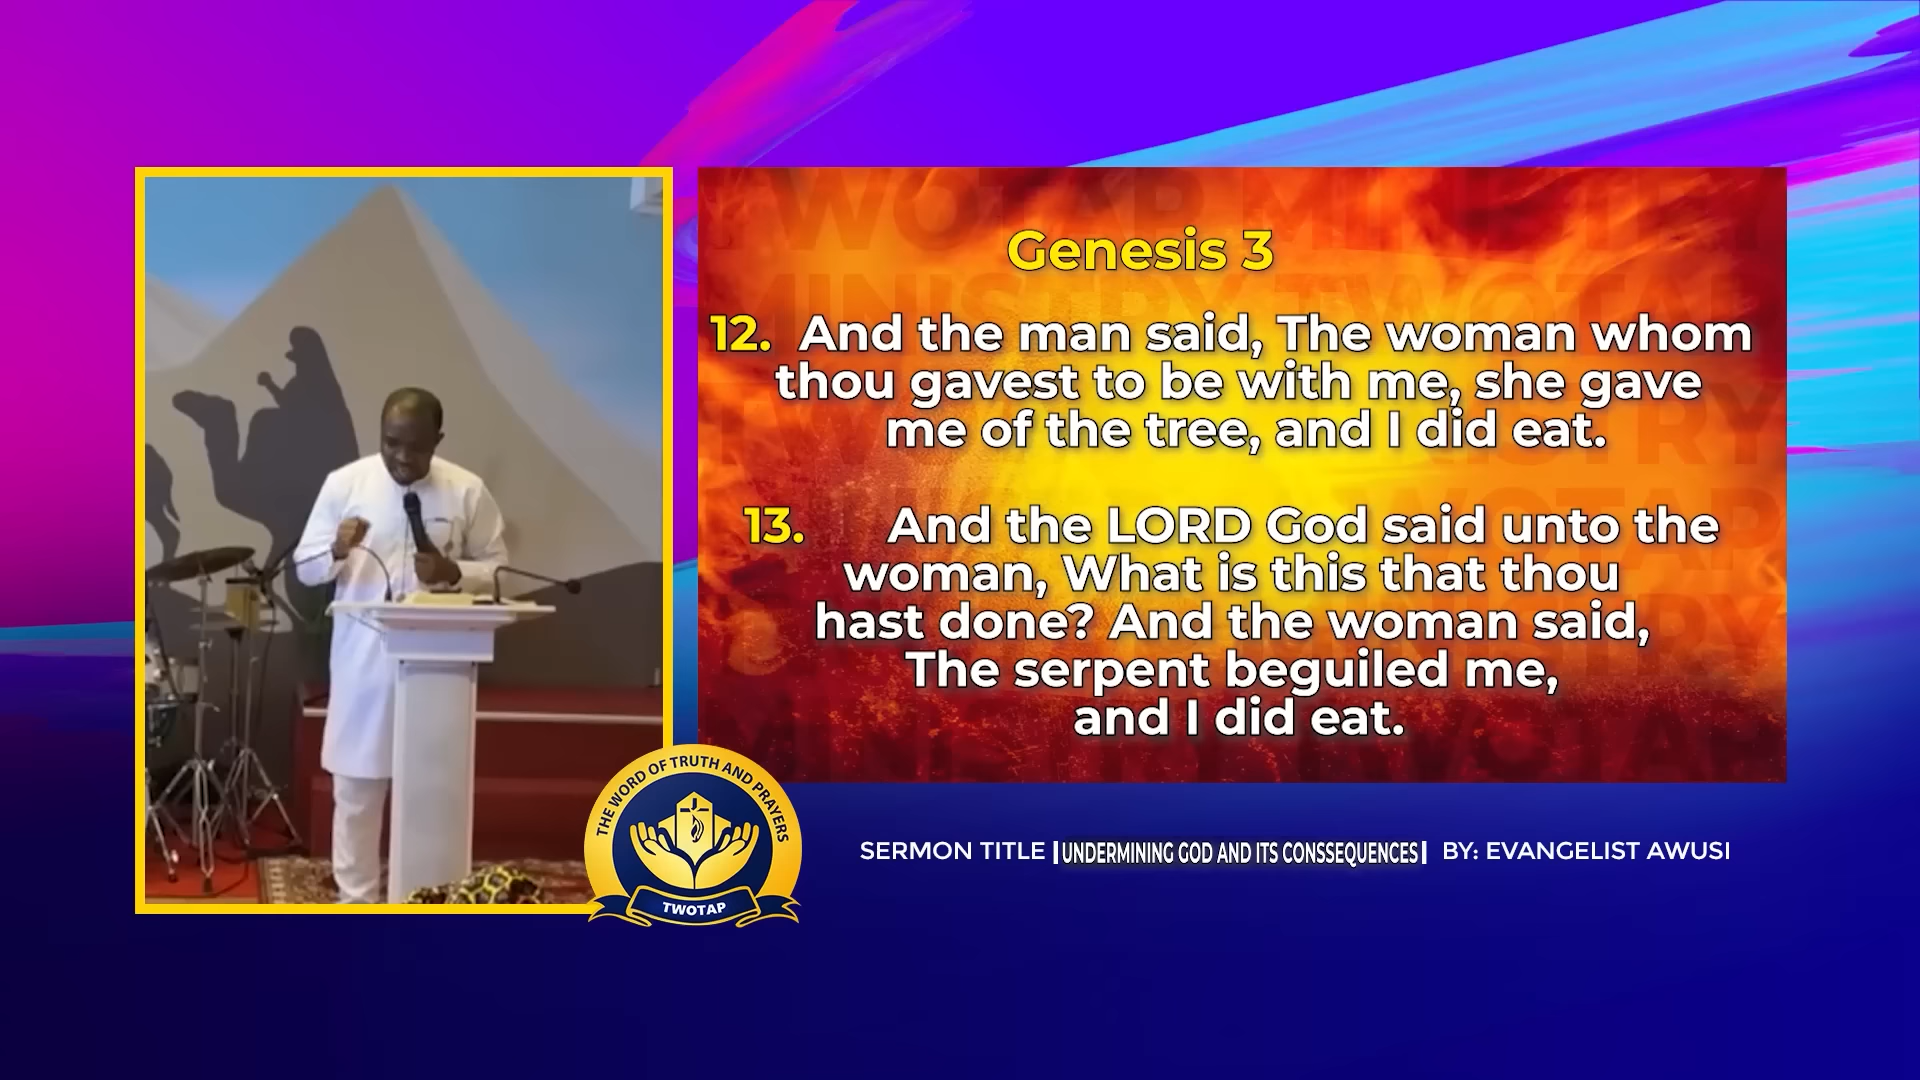 Genesis 3
12. And the man said, The woman whom
thou gavest to be with me, she gave
me of the tree, and I did eat.
13. And the LORD God said unto the
woman, What is this that thou
hast done? And the woman said,
The serpent beguiled me,
and I did eat.
THE WORD OF TRUTH AND PRAYERS
TWOTAP
SERMON TITLE | UNDERMINING GOD AND ITS CONSSEQUENCES | BY: EVANGELIST AWUSI